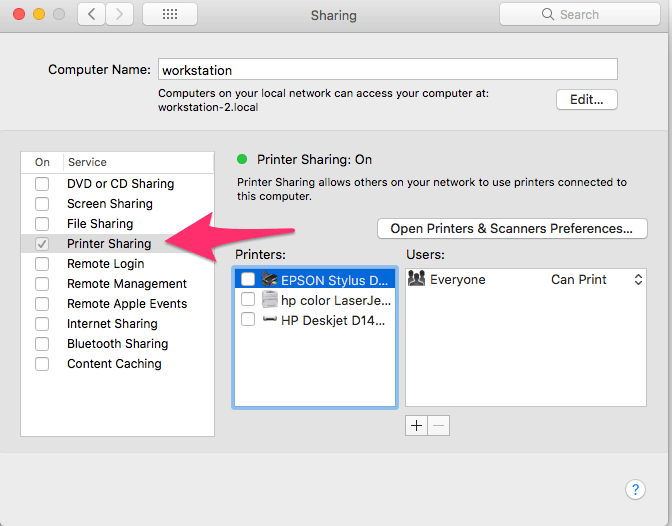 Sharing
Search
Computer Name: workstation
Computers on your local network can access your computer at:
workstation-2.local
Edit...
On Service
DVD or CD Sharing
Screen Sharing
File Sharing
Printer Sharing
Remote Login
Remote Management
Remote Apple Events
Internet Sharing
Bluetooth Sharing
Content Caching
Printer Sharing: On
Printer Sharing allows others on your network to use printers connected to
this computer.
Open Printers & Scanners Preferences...
Printers:
EPSON Stylus D...
hp color LaserJe...
HP Deskjet D14...
Users:
Everyone Can Print
+ −
?